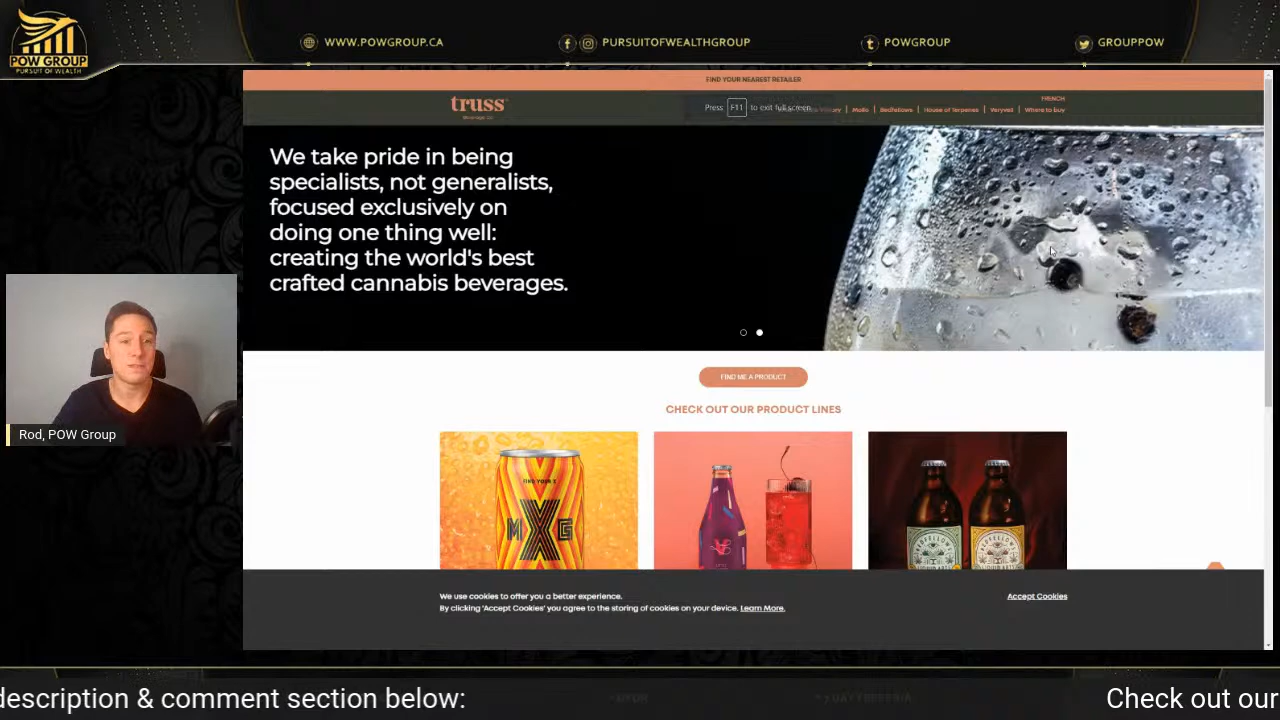 POW GROUP
PURSUIT OF WEALTH
WWW.POWGROUP.CA
PURSUITOFWEALTHGROUP
POWGROUP
GROUPPOW
FIND YOUR NEAREST RETAILER
truss
Beverage Co.
FRENCH
Press F11 to exit full screen
Mollo | Bedfellows | House of Terpenes | Veryvell | Where to buy
We take pride in being
specialists, not generalists,
focused exclusively on
doing one thing well:
creating the world's best
crafted cannabis beverages.
FIND ME A PRODUCT
CHECK OUT OUR PRODUCT LINES
FIND YOUR X
MXG
We use cookies to offer you a better experience.
By clicking 'Accept Cookies' you agree to the storing of cookies on your device. Learn More.
Accept Cookies
Rod, POW Group
description & comment section below:
Check out our